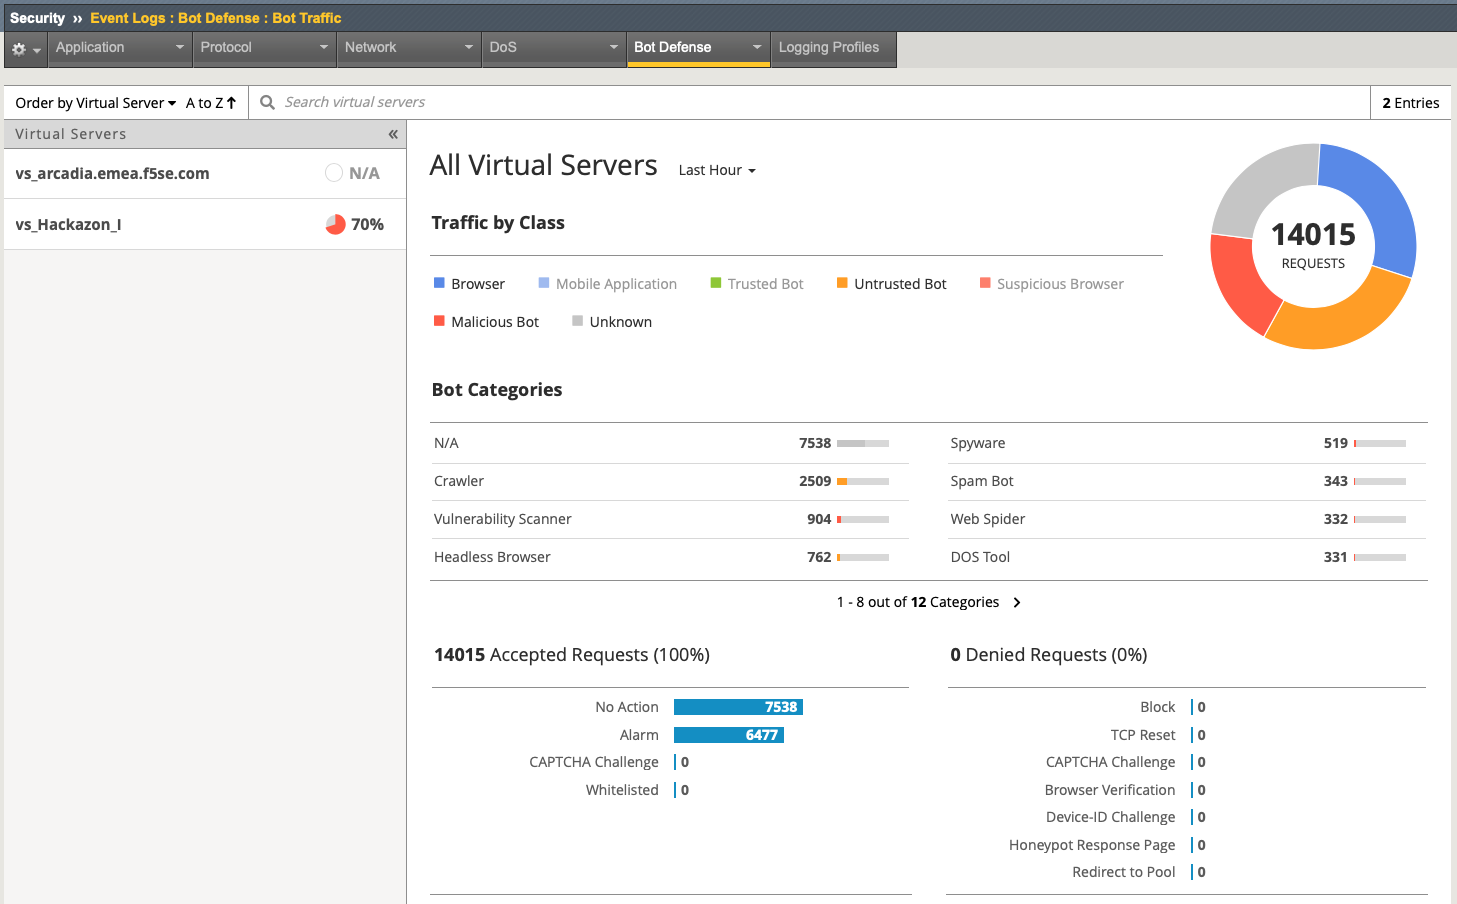 Security ›› Event Logs : Bot Defense : Bot Traffic
Application Protocol Network DoS Bot Defense Logging Profiles
Order by Virtual Server A to Z Search virtual servers 2 Entries
Virtual Servers «
vs_arcadia.emea.f5se.com N/A
vs_Hackazon_I 70%
All Virtual Servers Last Hour
14015
REQUESTS
Traffic by Class
Browser Mobile Application Trusted Bot Untrusted Bot Suspicious Browser
Malicious Bot Unknown
Bot Categories
N/A 7538 Spyware 519
Crawler 2509 Spam Bot 343
Vulnerability Scanner 904 Web Spider 332
Headless Browser 762 DOS Tool 331
1 - 8 out of 12 Categories
14015 Accepted Requests (100%)
No Action 7538
Alarm 6477
CAPTCHA Challenge 0
Whitelisted 0
0 Denied Requests (0%)
Block 0
TCP Reset 0
CAPTCHA Challenge 0
Browser Verification 0
Device-ID Challenge 0
Honeypot Response Page 0
Redirect to Pool 0